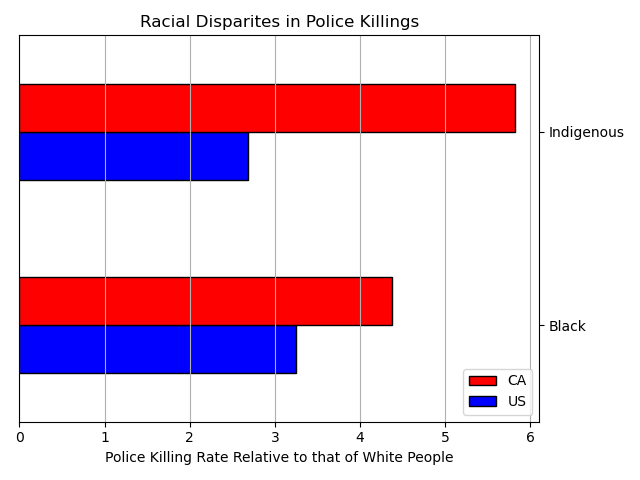 Racial Disparites in Police Killings
Indigenous
Black
CA
US
0 1 2 3 4 5 6
Police Killing Rate Relative to that of White People